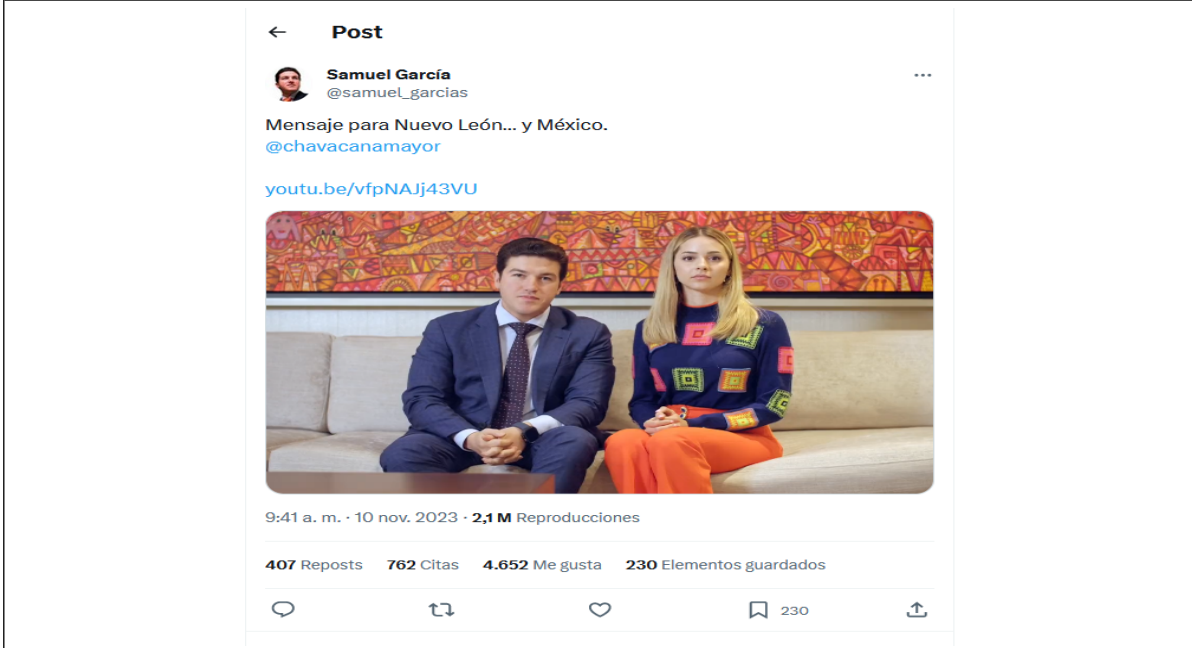 Post
Samuel García
@samuel_garcias
Mensaje para Nuevo León... y México.
@chavacanamayor
youtu.be/vfpNAJj43VU
9:41 a. m. · 10 nov. 2023 · 2,1 M Reproducciones
407 Reposts 762 Citas 4.652 Me gusta 230 Elementos guardados
230